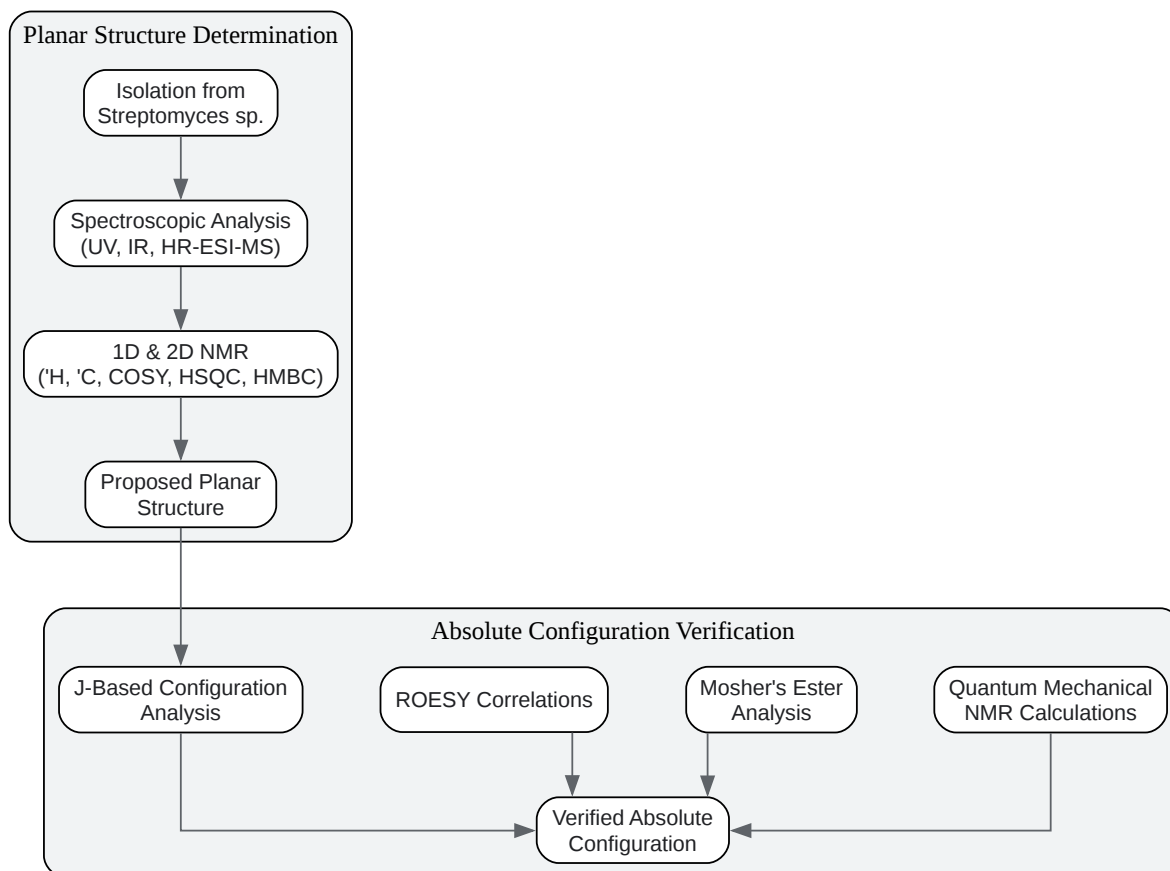 Planar Structure Determination
Isolation from
Streptomyces sp.
Spectroscopic Analysis
(UV, IR, HR-ESI-MS)
1D & 2D NMR
('H, 'C, COSY, HSQC, HMBC)
Proposed Planar
Structure
Absolute Configuration Verification
J-Based Configuration
Analysis
ROESY Correlations
Mosher's Ester
Analysis
Quantum Mechanical
NMR Calculations
Verified Absolute
Configuration